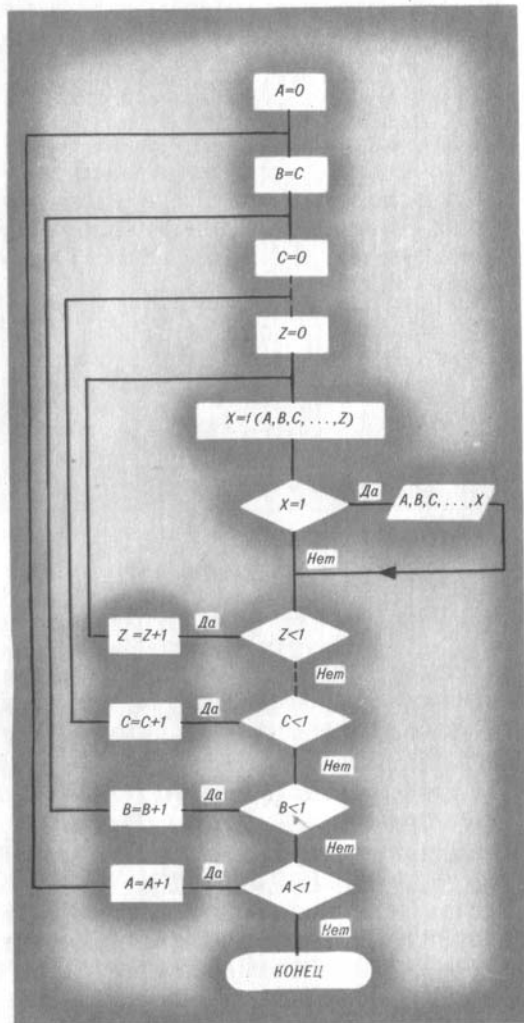 A=0
B=C
C=0
Z=0
X=f(A,B,C,...,Z)
X=1
Да
A,B,C,...,X
Нет
Z<1
Да
Z=Z+1
Нет
C<1
Да
C=C+1
Нет
B<1
Да
B=B+1
Нет
A<1
Да
A=A+1
Нет
КОНЕЦ